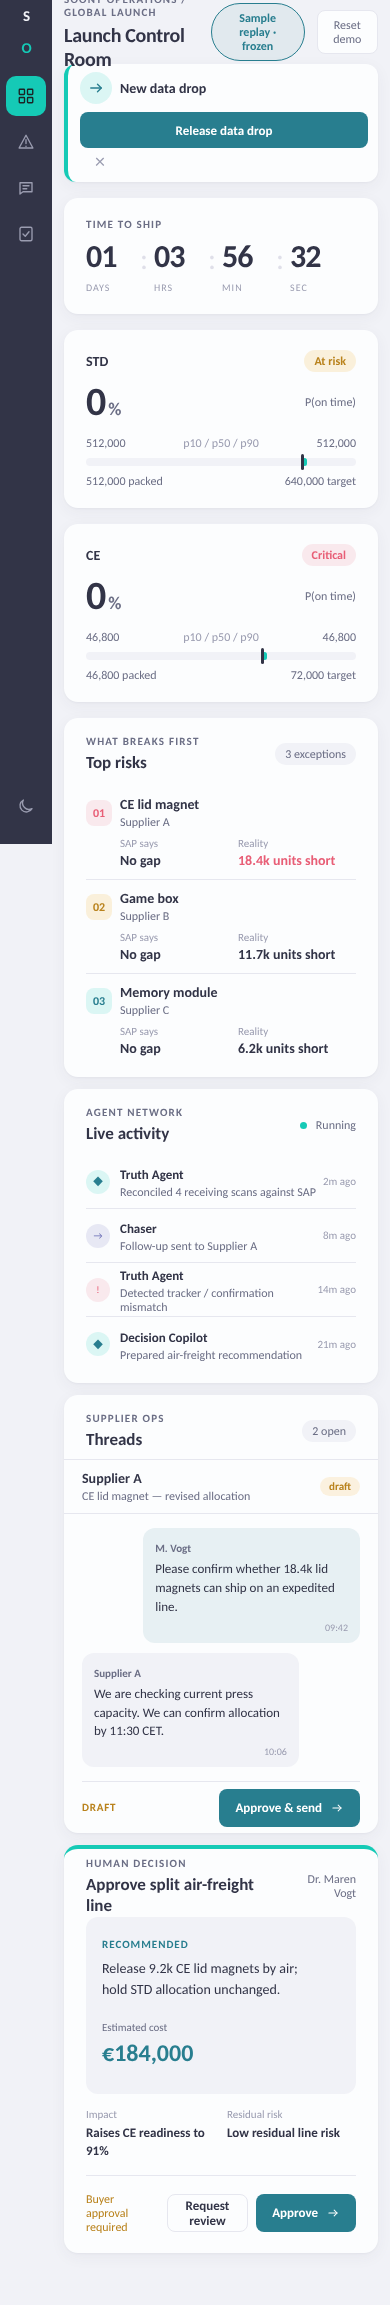 S
O
GLOBAL LAUNCH
Launch Control
Room
Sample
replay ·
frozen
Reset
demo
→ New data drop
Release data drop
×
TIME TO SHIP
01 : 03 : 56 : 32
DAYS HRS MIN SEC
STD At risk
0% P(on time)
512,000 p10 / p50 / p90 512,000
512,000 packed 640,000 target
CE Critical
0% P(on time)
46,800 p10 / p50 / p90 46,800
46,800 packed 72,000 target
WHAT BREAKS FIRST
Top risks
3 exceptions
01 CE lid magnet
Supplier A
SAP says Reality
No gap 18.4k units short
02 Game box
Supplier B
SAP says Reality
No gap 11.7k units short
03 Memory module
Supplier C
SAP says Reality
No gap 6.2k units short
AGENT NETWORK
Live activity
Running
Truth Agent
Reconciled 4 receiving scans against SAP
2m ago
→ Chaser
Follow-up sent to Supplier A
8m ago
! Truth Agent
Detected tracker / confirmation
mismatch
14m ago
Decision Copilot
Prepared air-freight recommendation
21m ago
SUPPLIER OPS
Threads
2 open
Supplier A
CE lid magnet — revised allocation
draft
M. Vogt
Please confirm whether 18.4k lid
magnets can ship on an expedited
line.
09:42
Supplier A
We are checking current press
capacity. We can confirm allocation
by 11:30 CET.
10:06
DRAFT
Approve & send →
HUMAN DECISION
Approve split air-freight
line
Dr. Maren
Vogt
RECOMMENDED
Release 9.2k CE lid magnets by air;
hold STD allocation unchanged.
Estimated cost
€184,000
Impact
Raises CE readiness to
91%
Residual risk
Low residual line risk
Buyer
approval
required
Request
review
Approve →